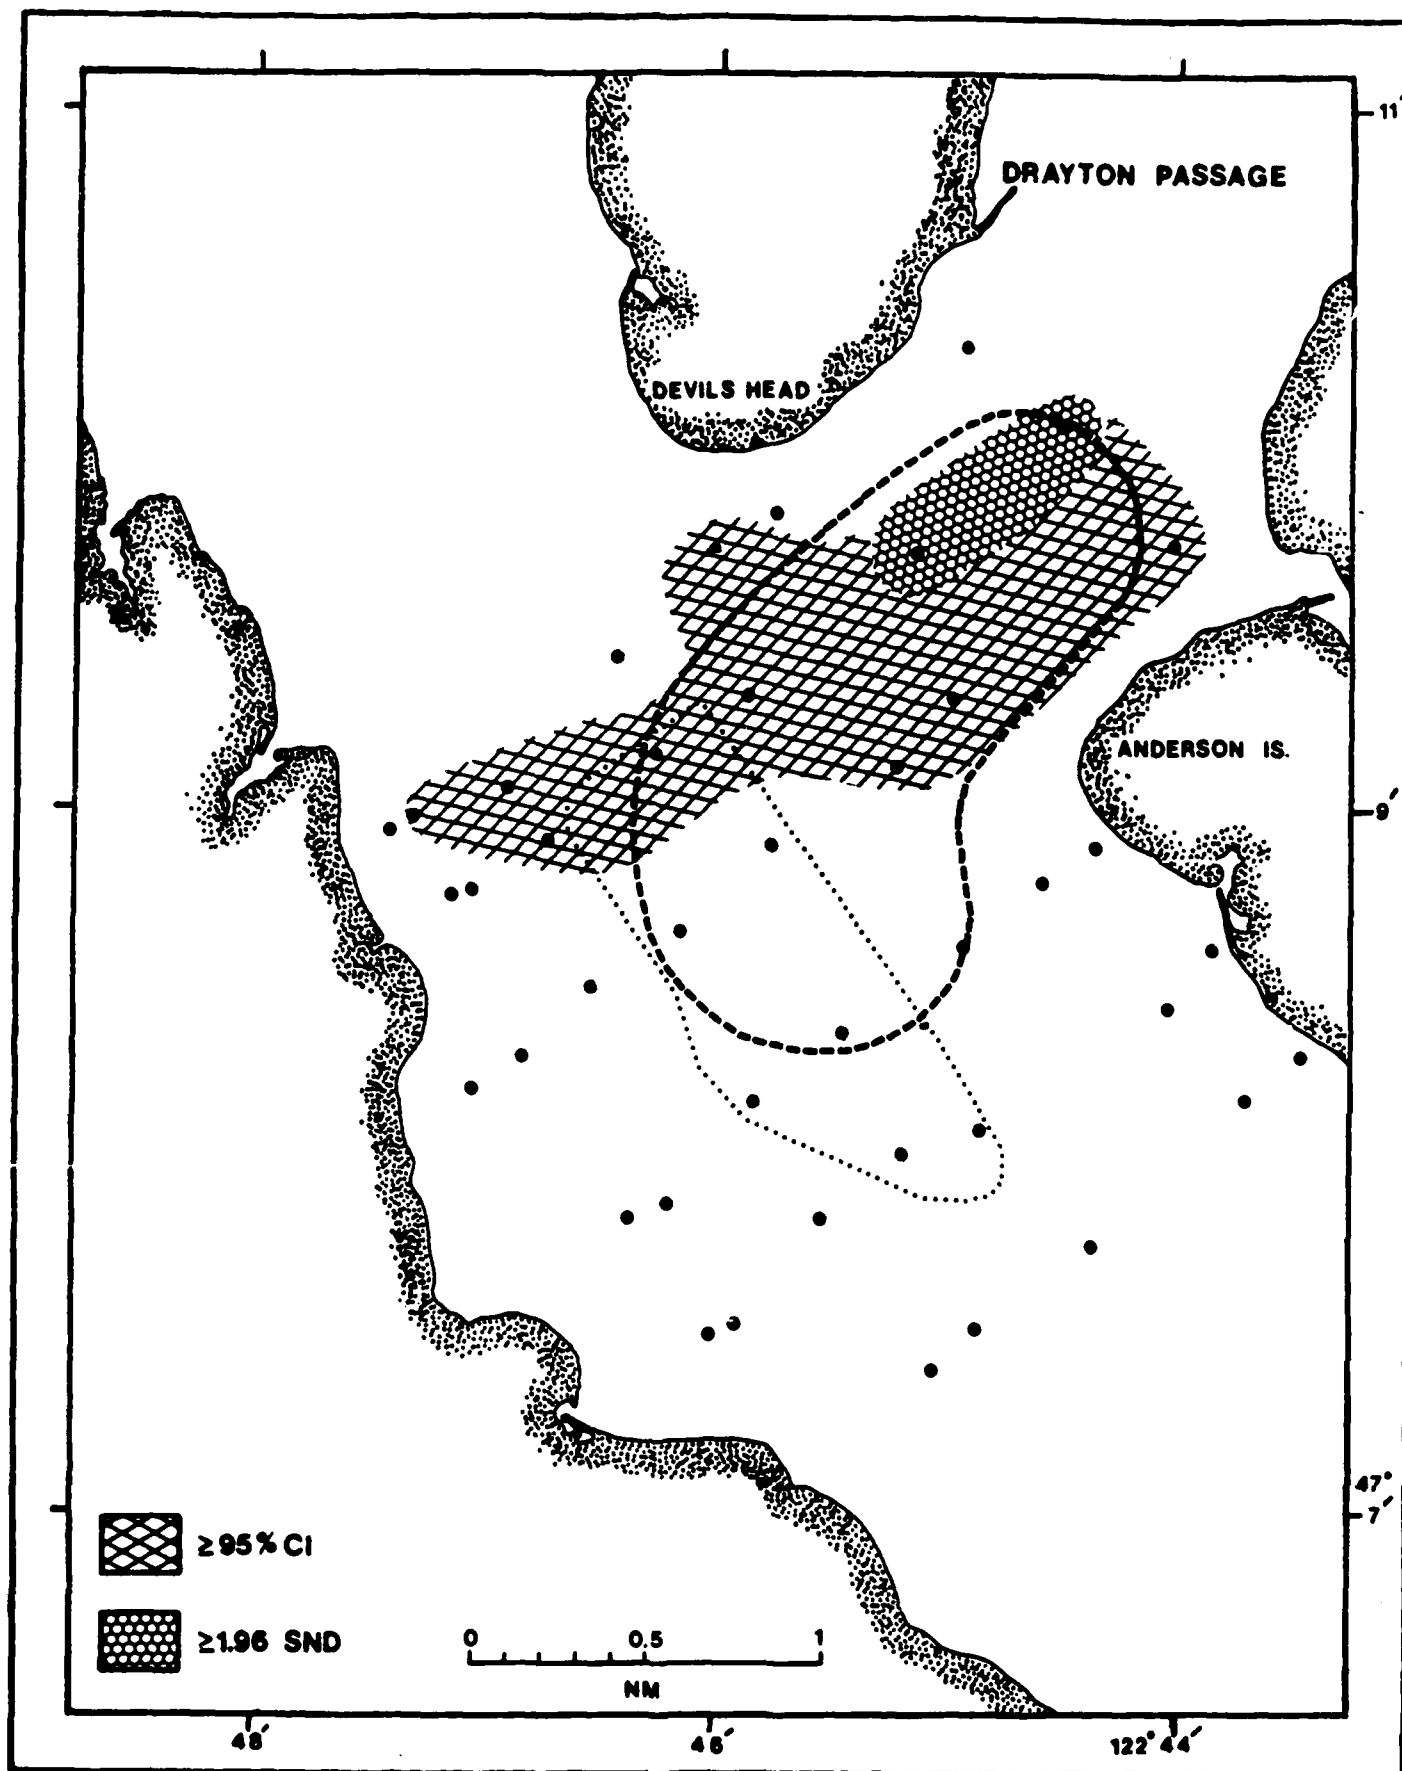 11′
DRAYTON PASSAGE
DEVILS HEAD
ANDERSON IS.
9′
47°
7′
≥95% CI
≥1.96 SND
0 0.5 1
NM
48′ 46′ 122° 44′